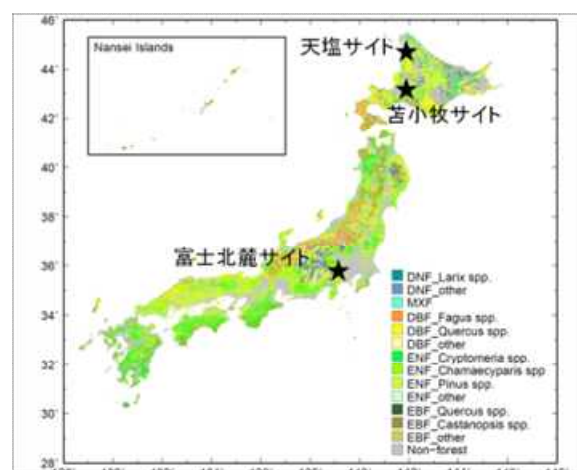 46°
44°
42°
40°
38°
36°
34°
32°
30°
28°
Nansei Islands
天塩サイト
苫小牧サイト
富士北麓サイト
DNF_Larix spp.
DNF_other
MXF
DBF_Fagus spp.
DBF_Quercus spp.
DBF_other
ENF_Cryptomeria spp.
ENF_Chamaecyparis spp
ENF_Pinus spp.
ENF_other
EBF_Quercus spp.
EBF_Castanopsis spp.
EBF_other
Non-forest